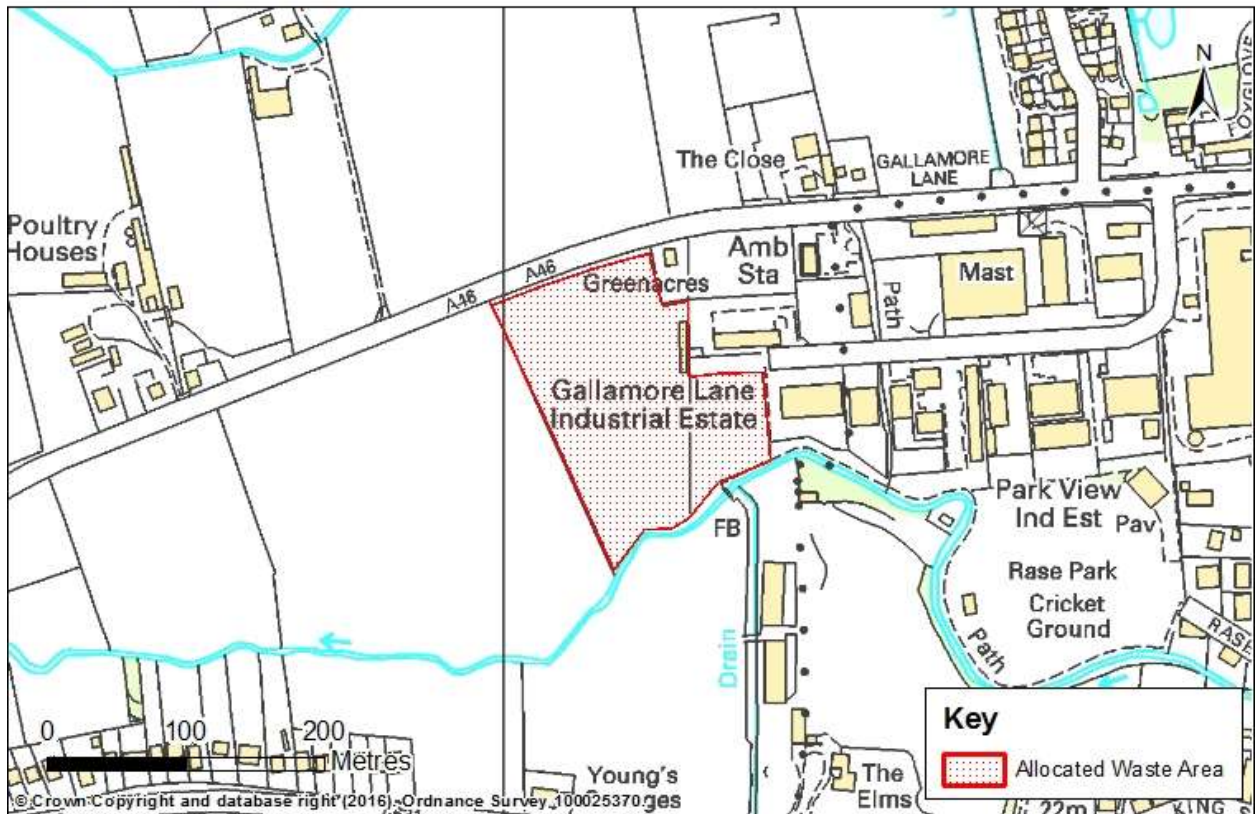 N
FOXGLOVE
The Close
GALLAMORE
LANE
Poultry
Houses
A46
A46
Greenacres
Amb
Sta
Mast
Path
Gallamore Lane
Industrial Estate
Park View
Ind Est
Pav
FB
Rase Park
Cricket
Ground
Path
Drain
RASE
0 100 200
Metres
Key
Allocated Waste Area
Young's
The
Elms
22m
KING
© Crown Copyright and database right (2016). Ordnance Survey 100025370.